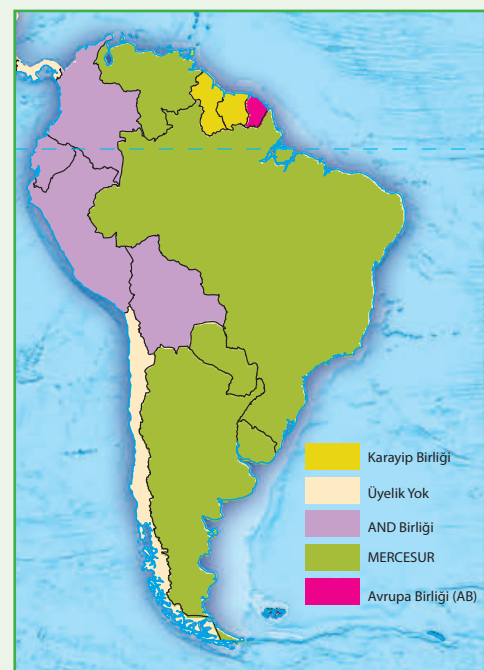 Karayip Birliği
Üyelik Yok
AND Birliği
MERCESUR
Avrupa Birliği (AB)